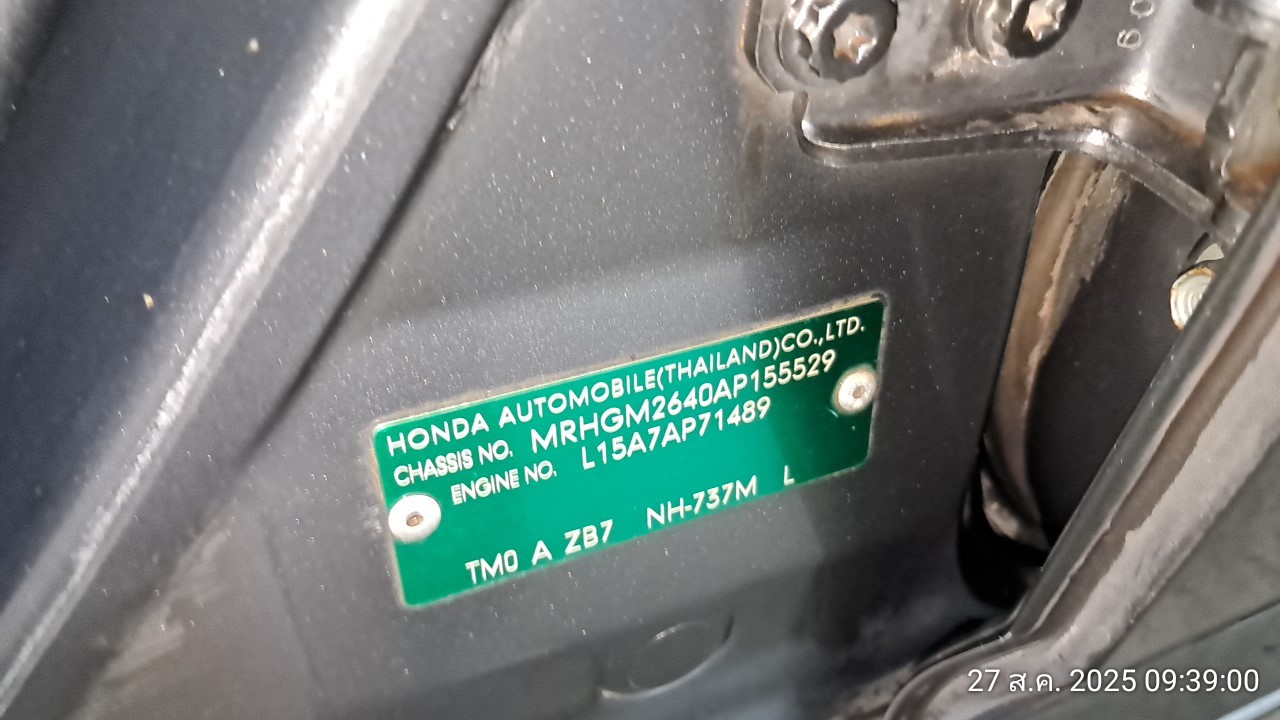 60
HONDA AUTOMOBILE(THAILAND)CO.,LTD.
CHASSIS NO. MRHGM2640AP155529
ENGINE NO. L15A7AP71489
TM0 A ZB7 NH-737M L
27 ส.ค. 2025 09:39:00